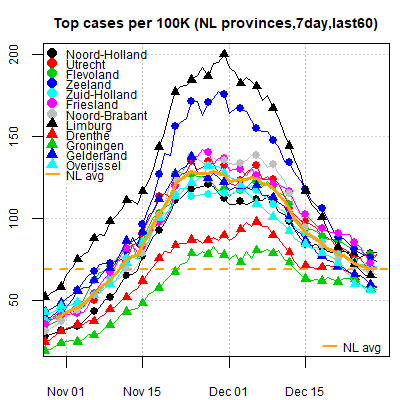 Top cases per 100K (NL provinces,7day,last60)
200
150
100
50
Noord-Holland
Utrecht
Flevoland
Zeeland
Zuid-Holland
Friesland
Noord-Brabant
Limburg
Drenthe
Groningen
Gelderland
Overijssel
NL avg
NL avg
Nov 01
Nov 15
Dec 01
Dec 15